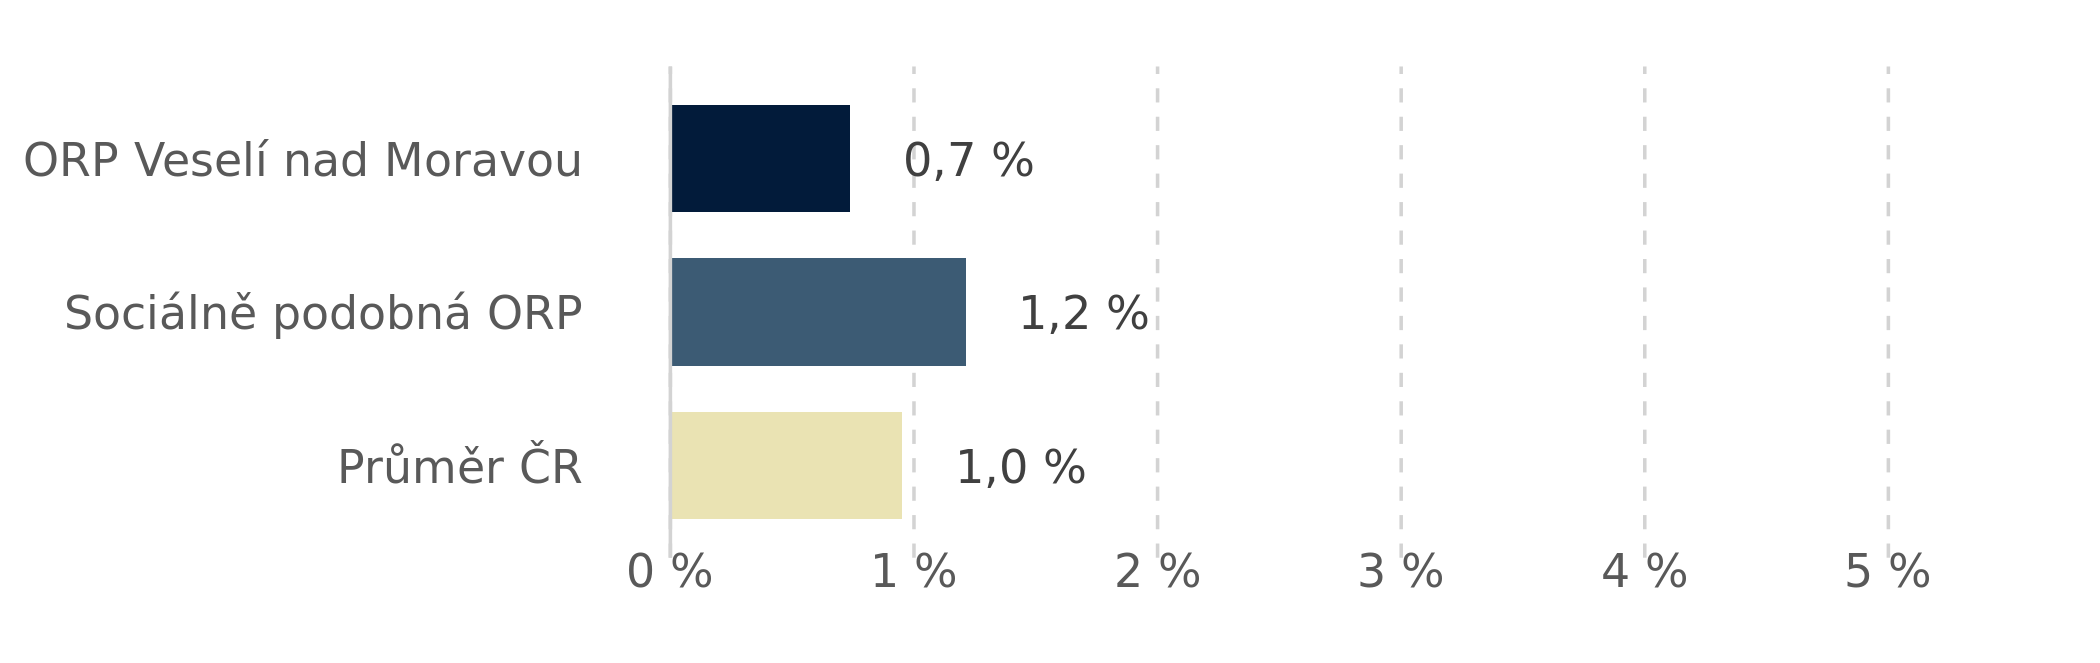 ORP Veselí nad Moravou 0,7 %
Sociálně podobná ORP 1,2 %
Průměr ČR 1,0 %
0 % 1 % 2 % 3 % 4 % 5 %